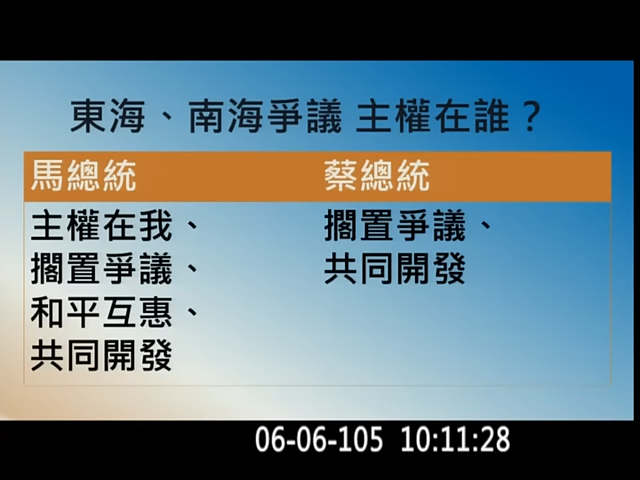 東海、南海爭議 主權在誰？
馬總統 蔡總統
主權在我、 擱置爭議、
擱置爭議、 共同開發
和平互惠、
共同開發
06-06-105 10:11:28